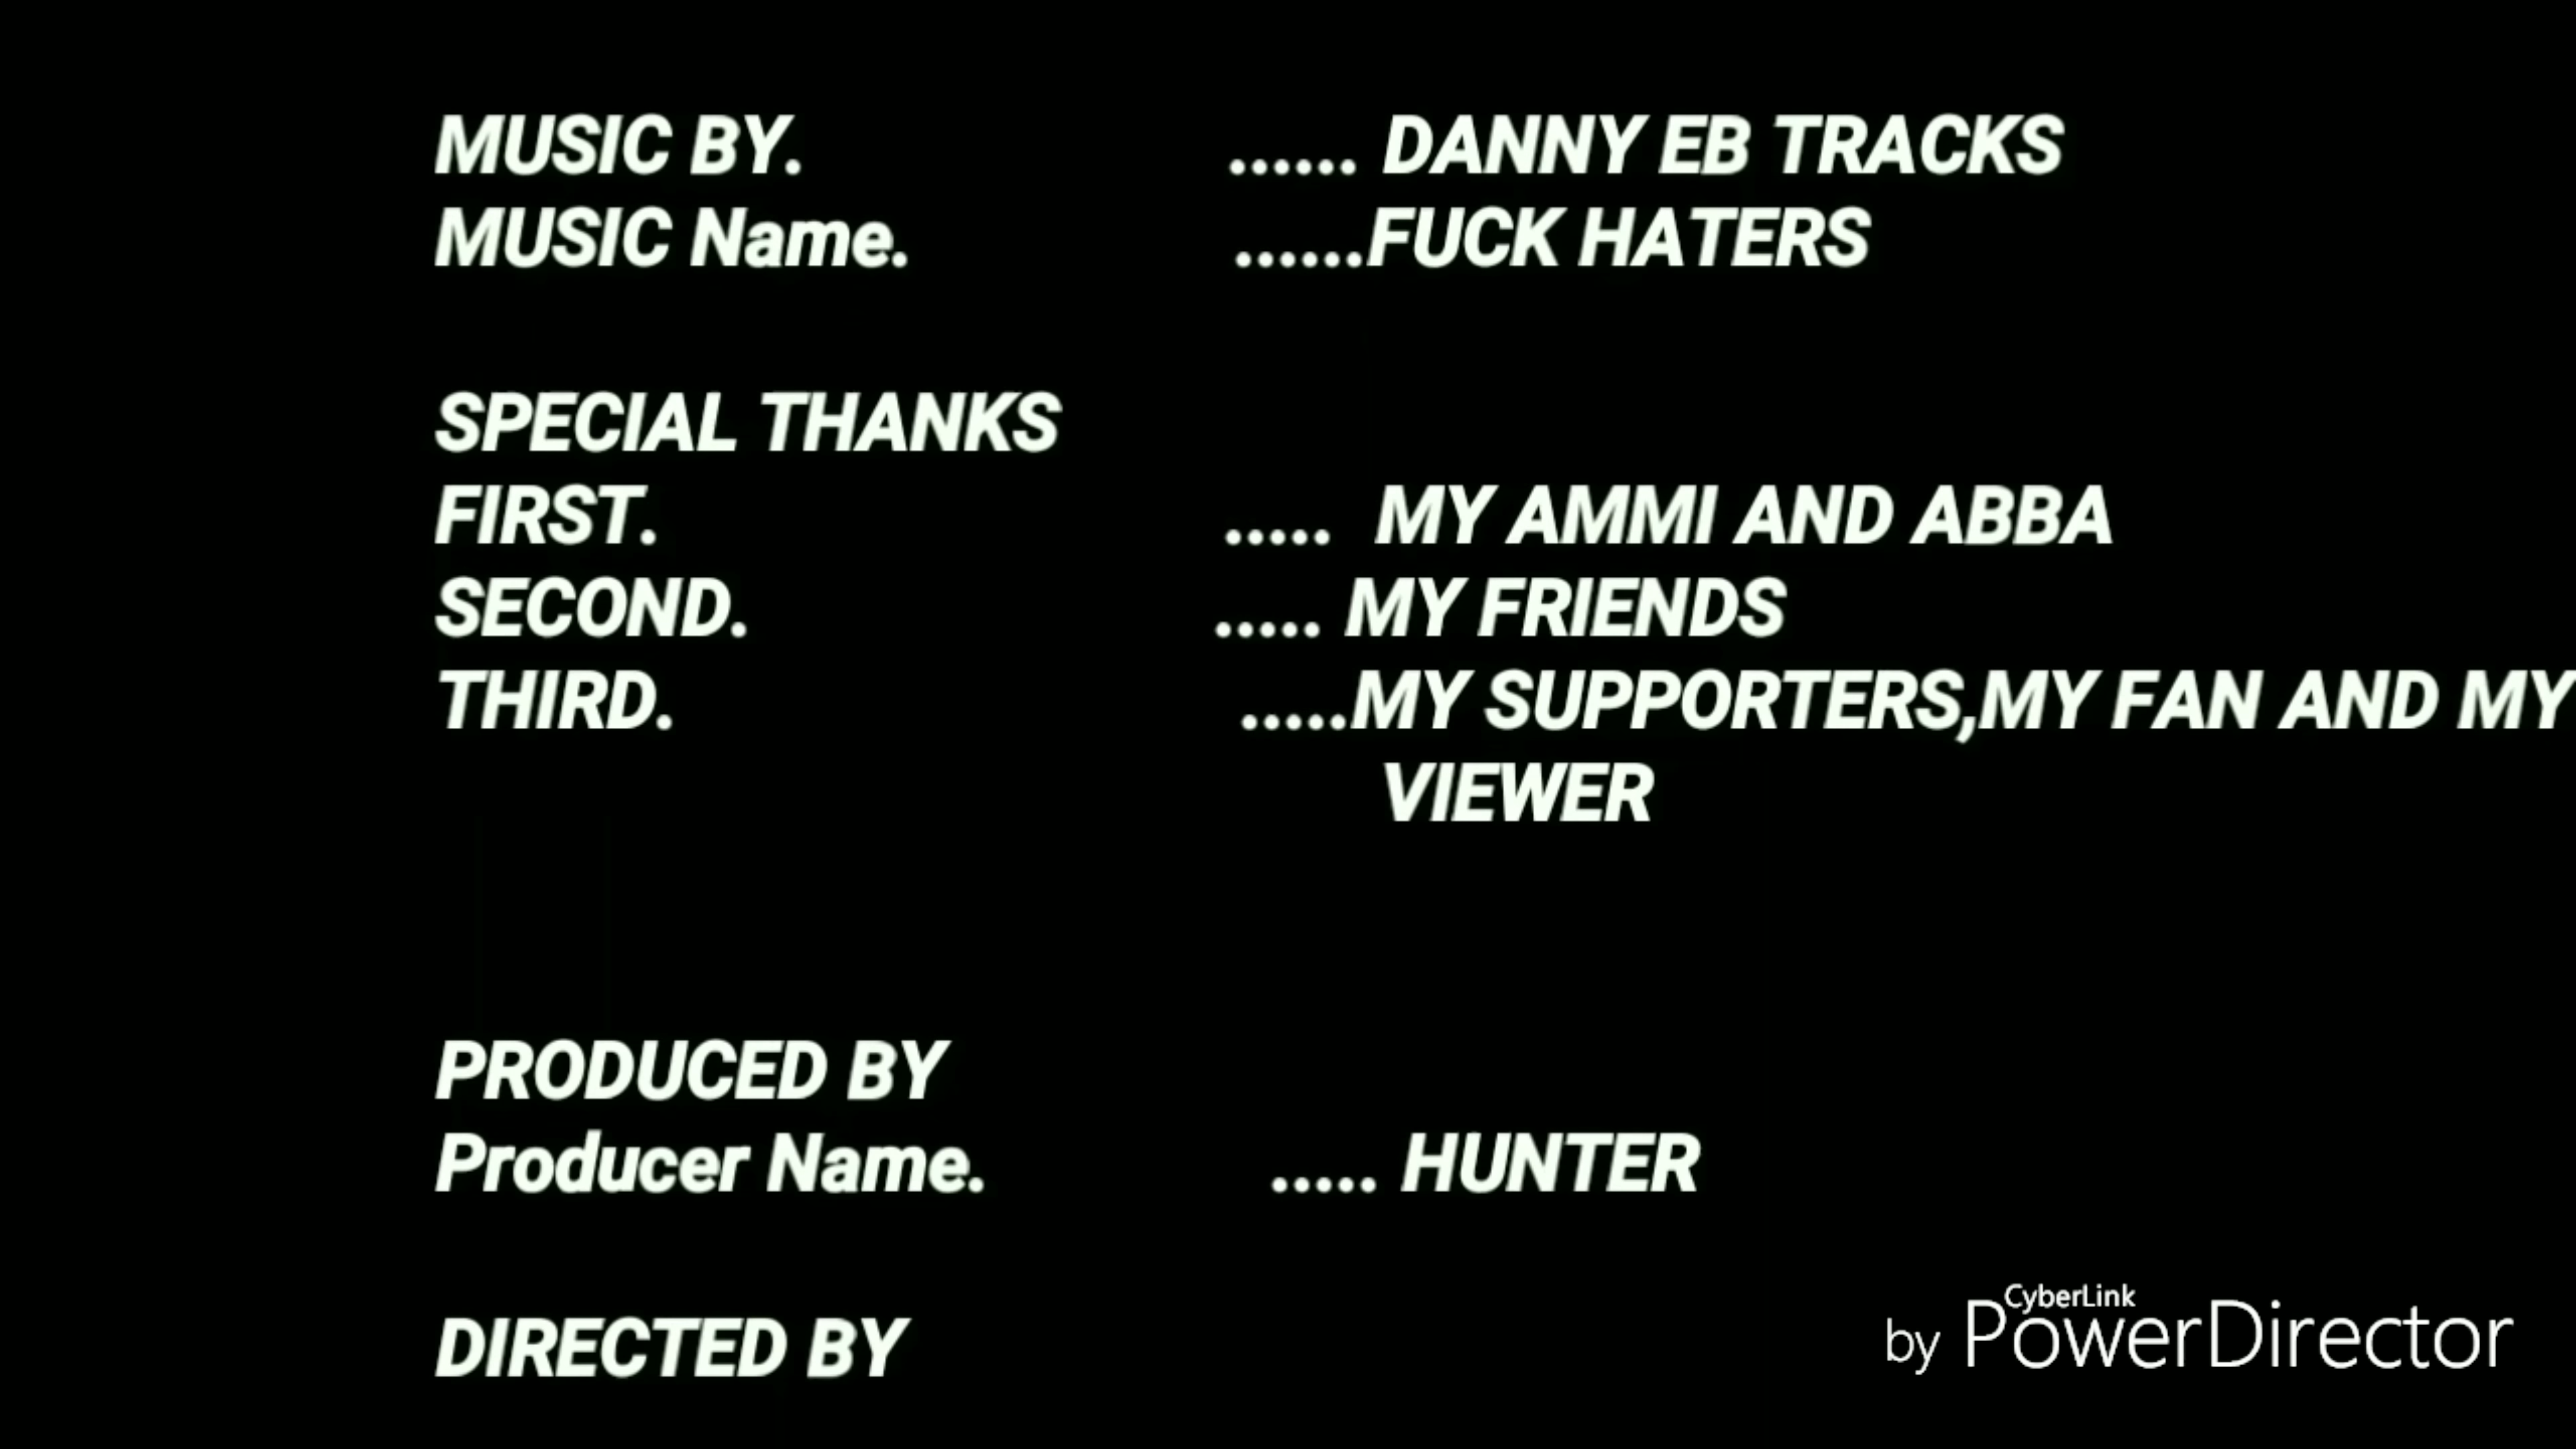 MUSIC BY. ...... DANNY EB TRACKS
MUSIC Name. ......FUCK HATERS
SPECIAL THANKS
FIRST. ..... MY AMMI AND ABBA
SECOND. ..... MY FRIENDS
THIRD. .....MY SUPPORTERS,MY FAN AND MY
VIEWER
PRODUCED BY
Producer Name. ..... HUNTER
DIRECTED BY
by CyberLink PowerDirector